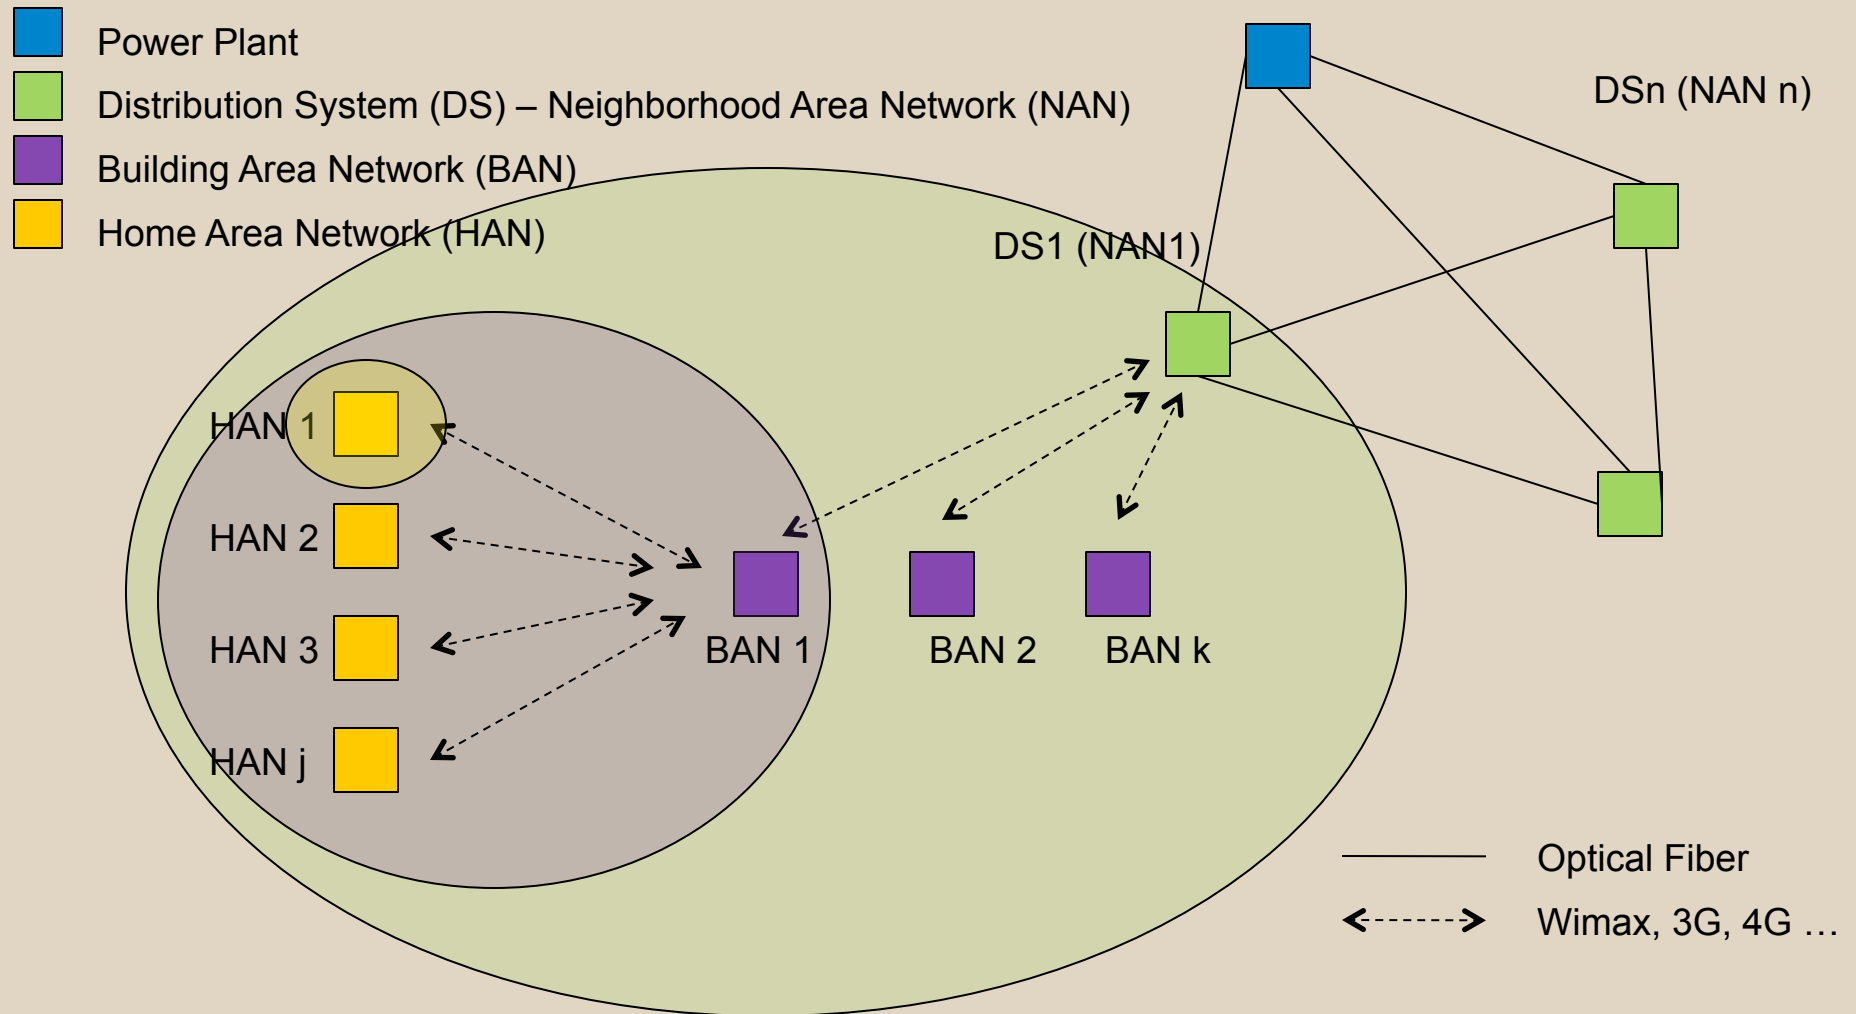 Power Plant
Distribution System (DS) – Neighborhood Area Network (NAN)
Building Area Network (BAN)
Home Area Network (HAN)
DSn (NAN n)
DS1 (NAN1)
HAN 1
HAN 2
HAN 3
HAN j
BAN 1
BAN 2
BAN k
Optical Fiber
Wimax, 3G, 4G …